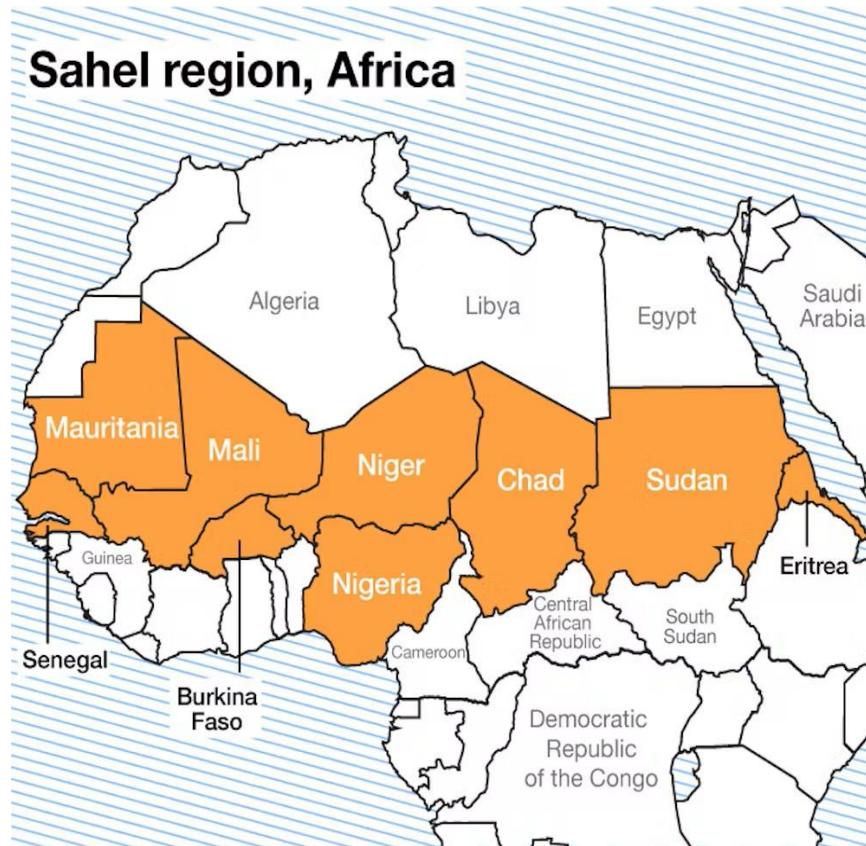 Sahel region, Africa
Algeria
Libya
Egypt
Saudi
Arabia
Mauritania
Mali
Niger
Chad
Sudan
Eritrea
Guinea
Nigeria
Central
African
Republic
South
Sudan
Cameroon
Senegal
Burkina
Faso
Democratic
Republic
of the Congo